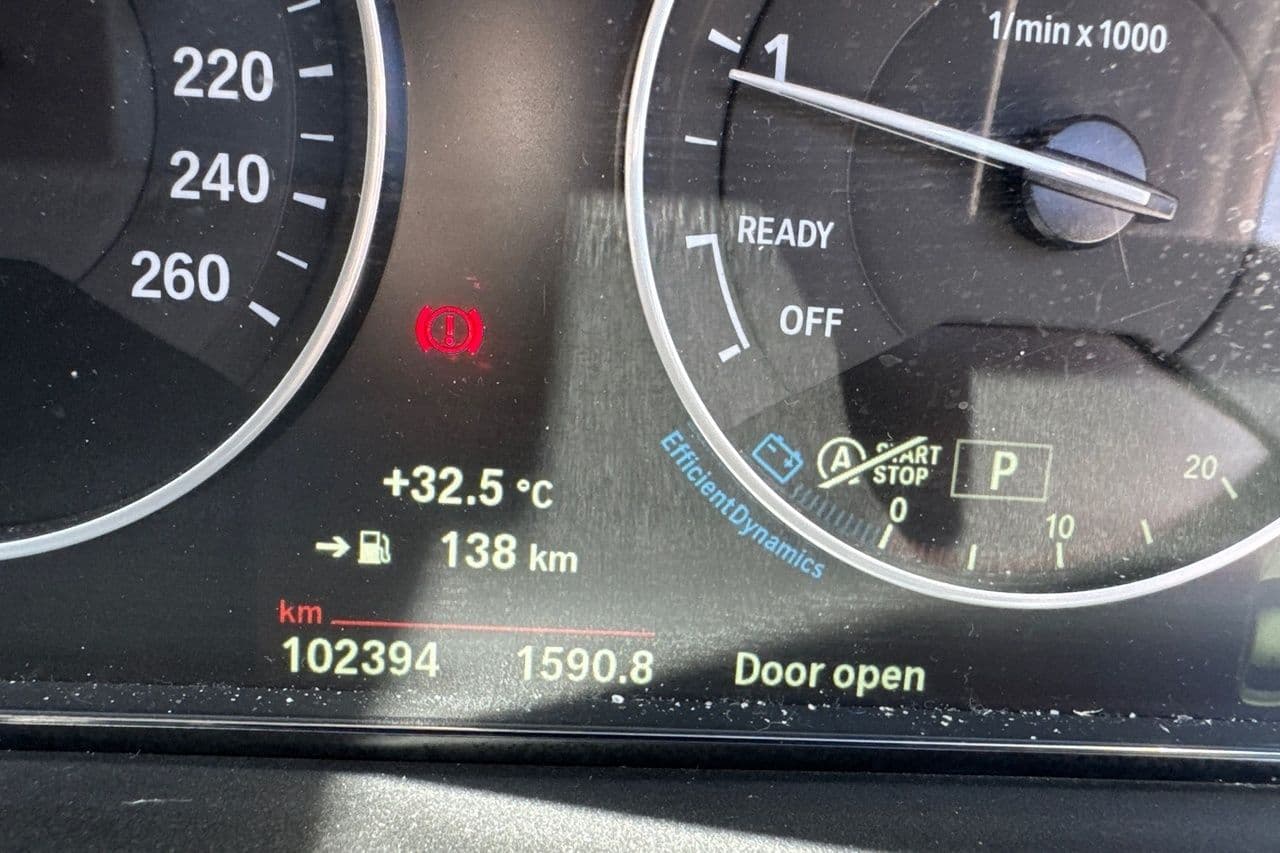 220
240
260
+32.5 °C
138 km
km
102394 1590.8
1/min x 1000
1
READY
OFF
EfficientDynamics
A
START
STOP
P
0
10
20
Door open